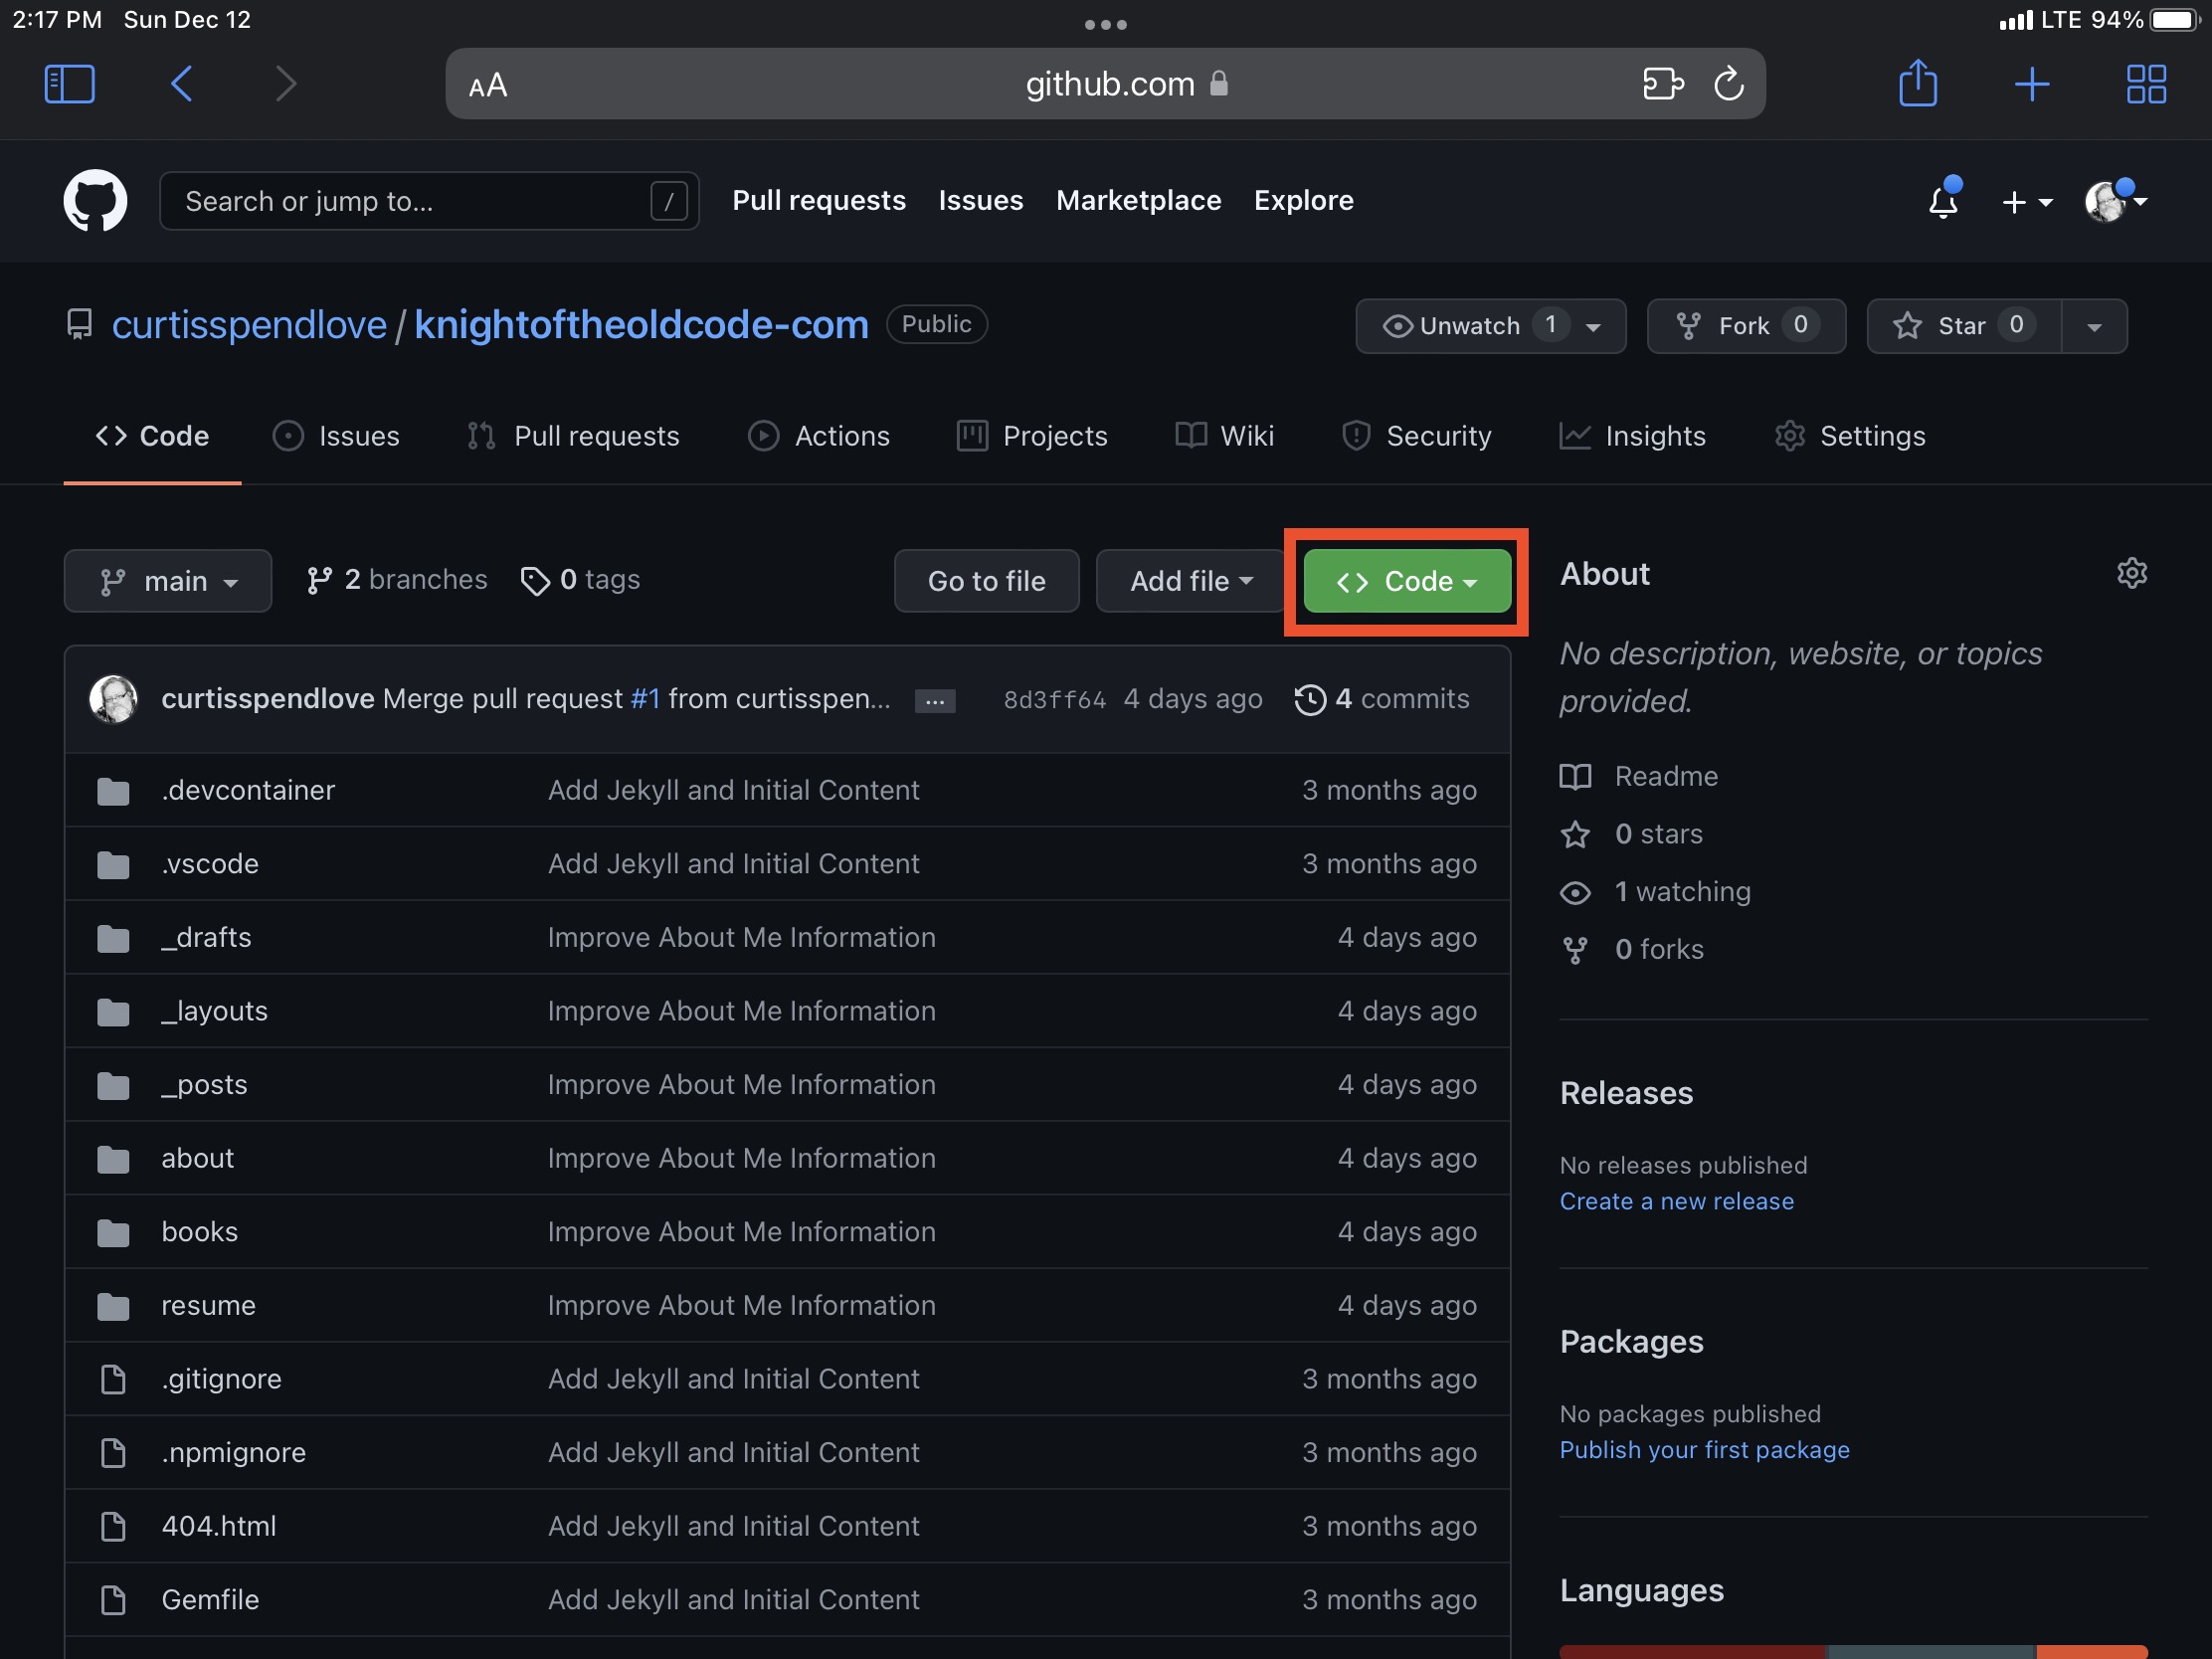 2:17 PM Sun Dec 12
LTE 94%
AA github.com
Search or jump to... /
Pull requests Issues Marketplace Explore
curtisspendlove / knightoftheoldcode-com Public
Unwatch 1 Fork 0 Star 0
Code Issues Pull requests Actions Projects Wiki Security Insights Settings
main 2 branches 0 tags Go to file Add file Code
curtisspendlove Merge pull request #1 from curtisspen... ... 8d3ff64 4 days ago 4 commits
.devcontainer Add Jekyll and Initial Content 3 months ago
.vscode Add Jekyll and Initial Content 3 months ago
_drafts Improve About Me Information 4 days ago
_layouts Improve About Me Information 4 days ago
_posts Improve About Me Information 4 days ago
about Improve About Me Information 4 days ago
books Improve About Me Information 4 days ago
resume Improve About Me Information 4 days ago
.gitignore Add Jekyll and Initial Content 3 months ago
.npmignore Add Jekyll and Initial Content 3 months ago
404.html Add Jekyll and Initial Content 3 months ago
Gemfile Add Jekyll and Initial Content 3 months ago
About
No description, website, or topics
provided.
Readme
0 stars
1 watching
0 forks
Releases
No releases published
Create a new release
Packages
No packages published
Publish your first package
Languages